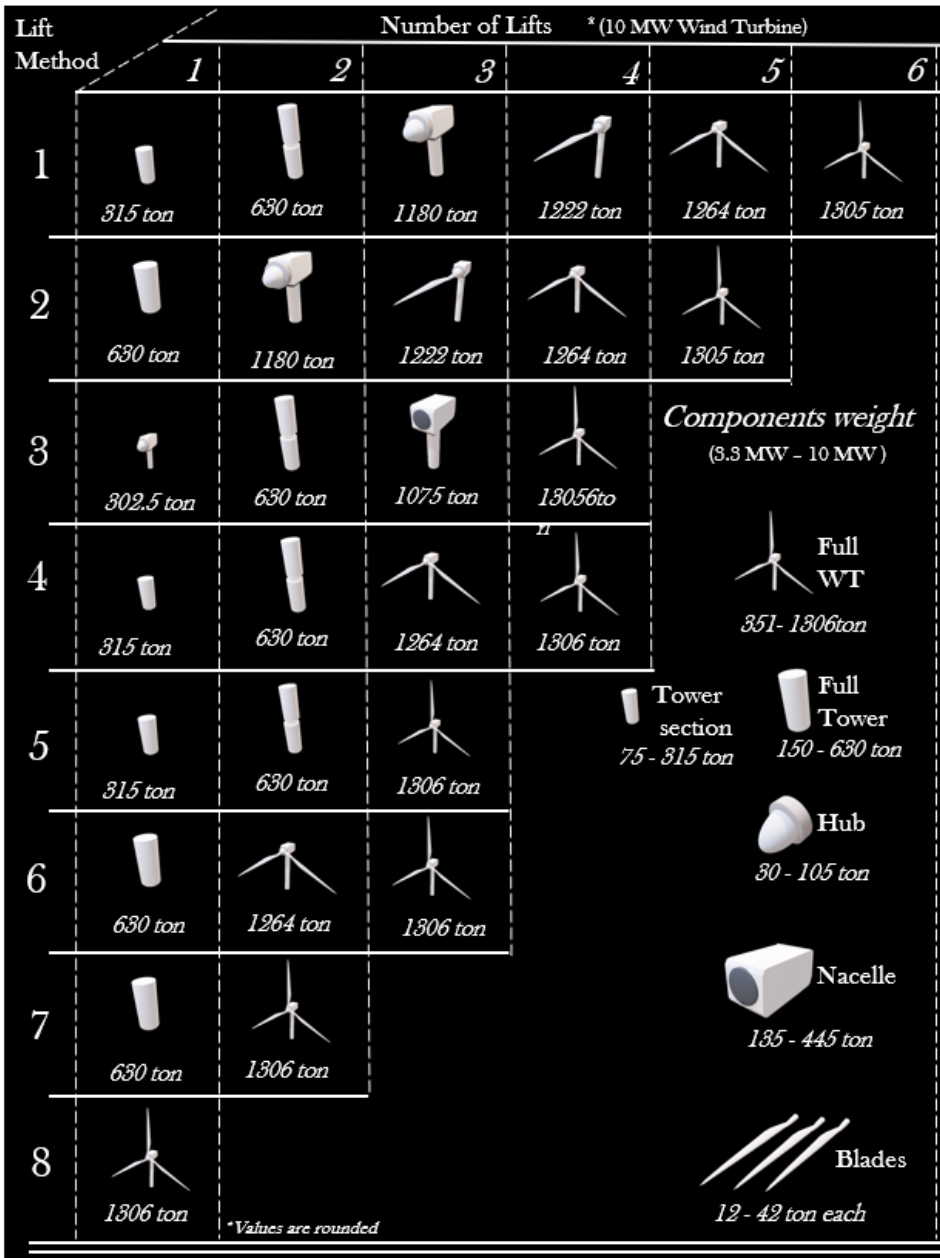 Lift
Method
Number of Lifts * (10 MW Wind Turbine)
1 2 3 4 5 6
1
315 ton 630 ton 1180 ton 1222 ton 1264 ton 1305 ton
2
630 ton 1180 ton 1222 ton 1264 ton 1305 ton
3
302.5 ton 630 ton 1075 ton 13056to
n
Components weight
(3.3 MW – 10 MW )
4
315 ton 630 ton 1264 ton 1306 ton
Full
WT
351- 1306ton
5
315 ton 630 ton 1306 ton
Tower
section
75 - 315 ton
Full
Tower
150 - 630 ton
6
630 ton 1264 ton 1306 ton
Hub
30 - 105 ton
7
630 ton 1306 ton
Nacelle
135 - 445 ton
8
1306 ton
*Values are rounded
Blades
12 - 42 ton each